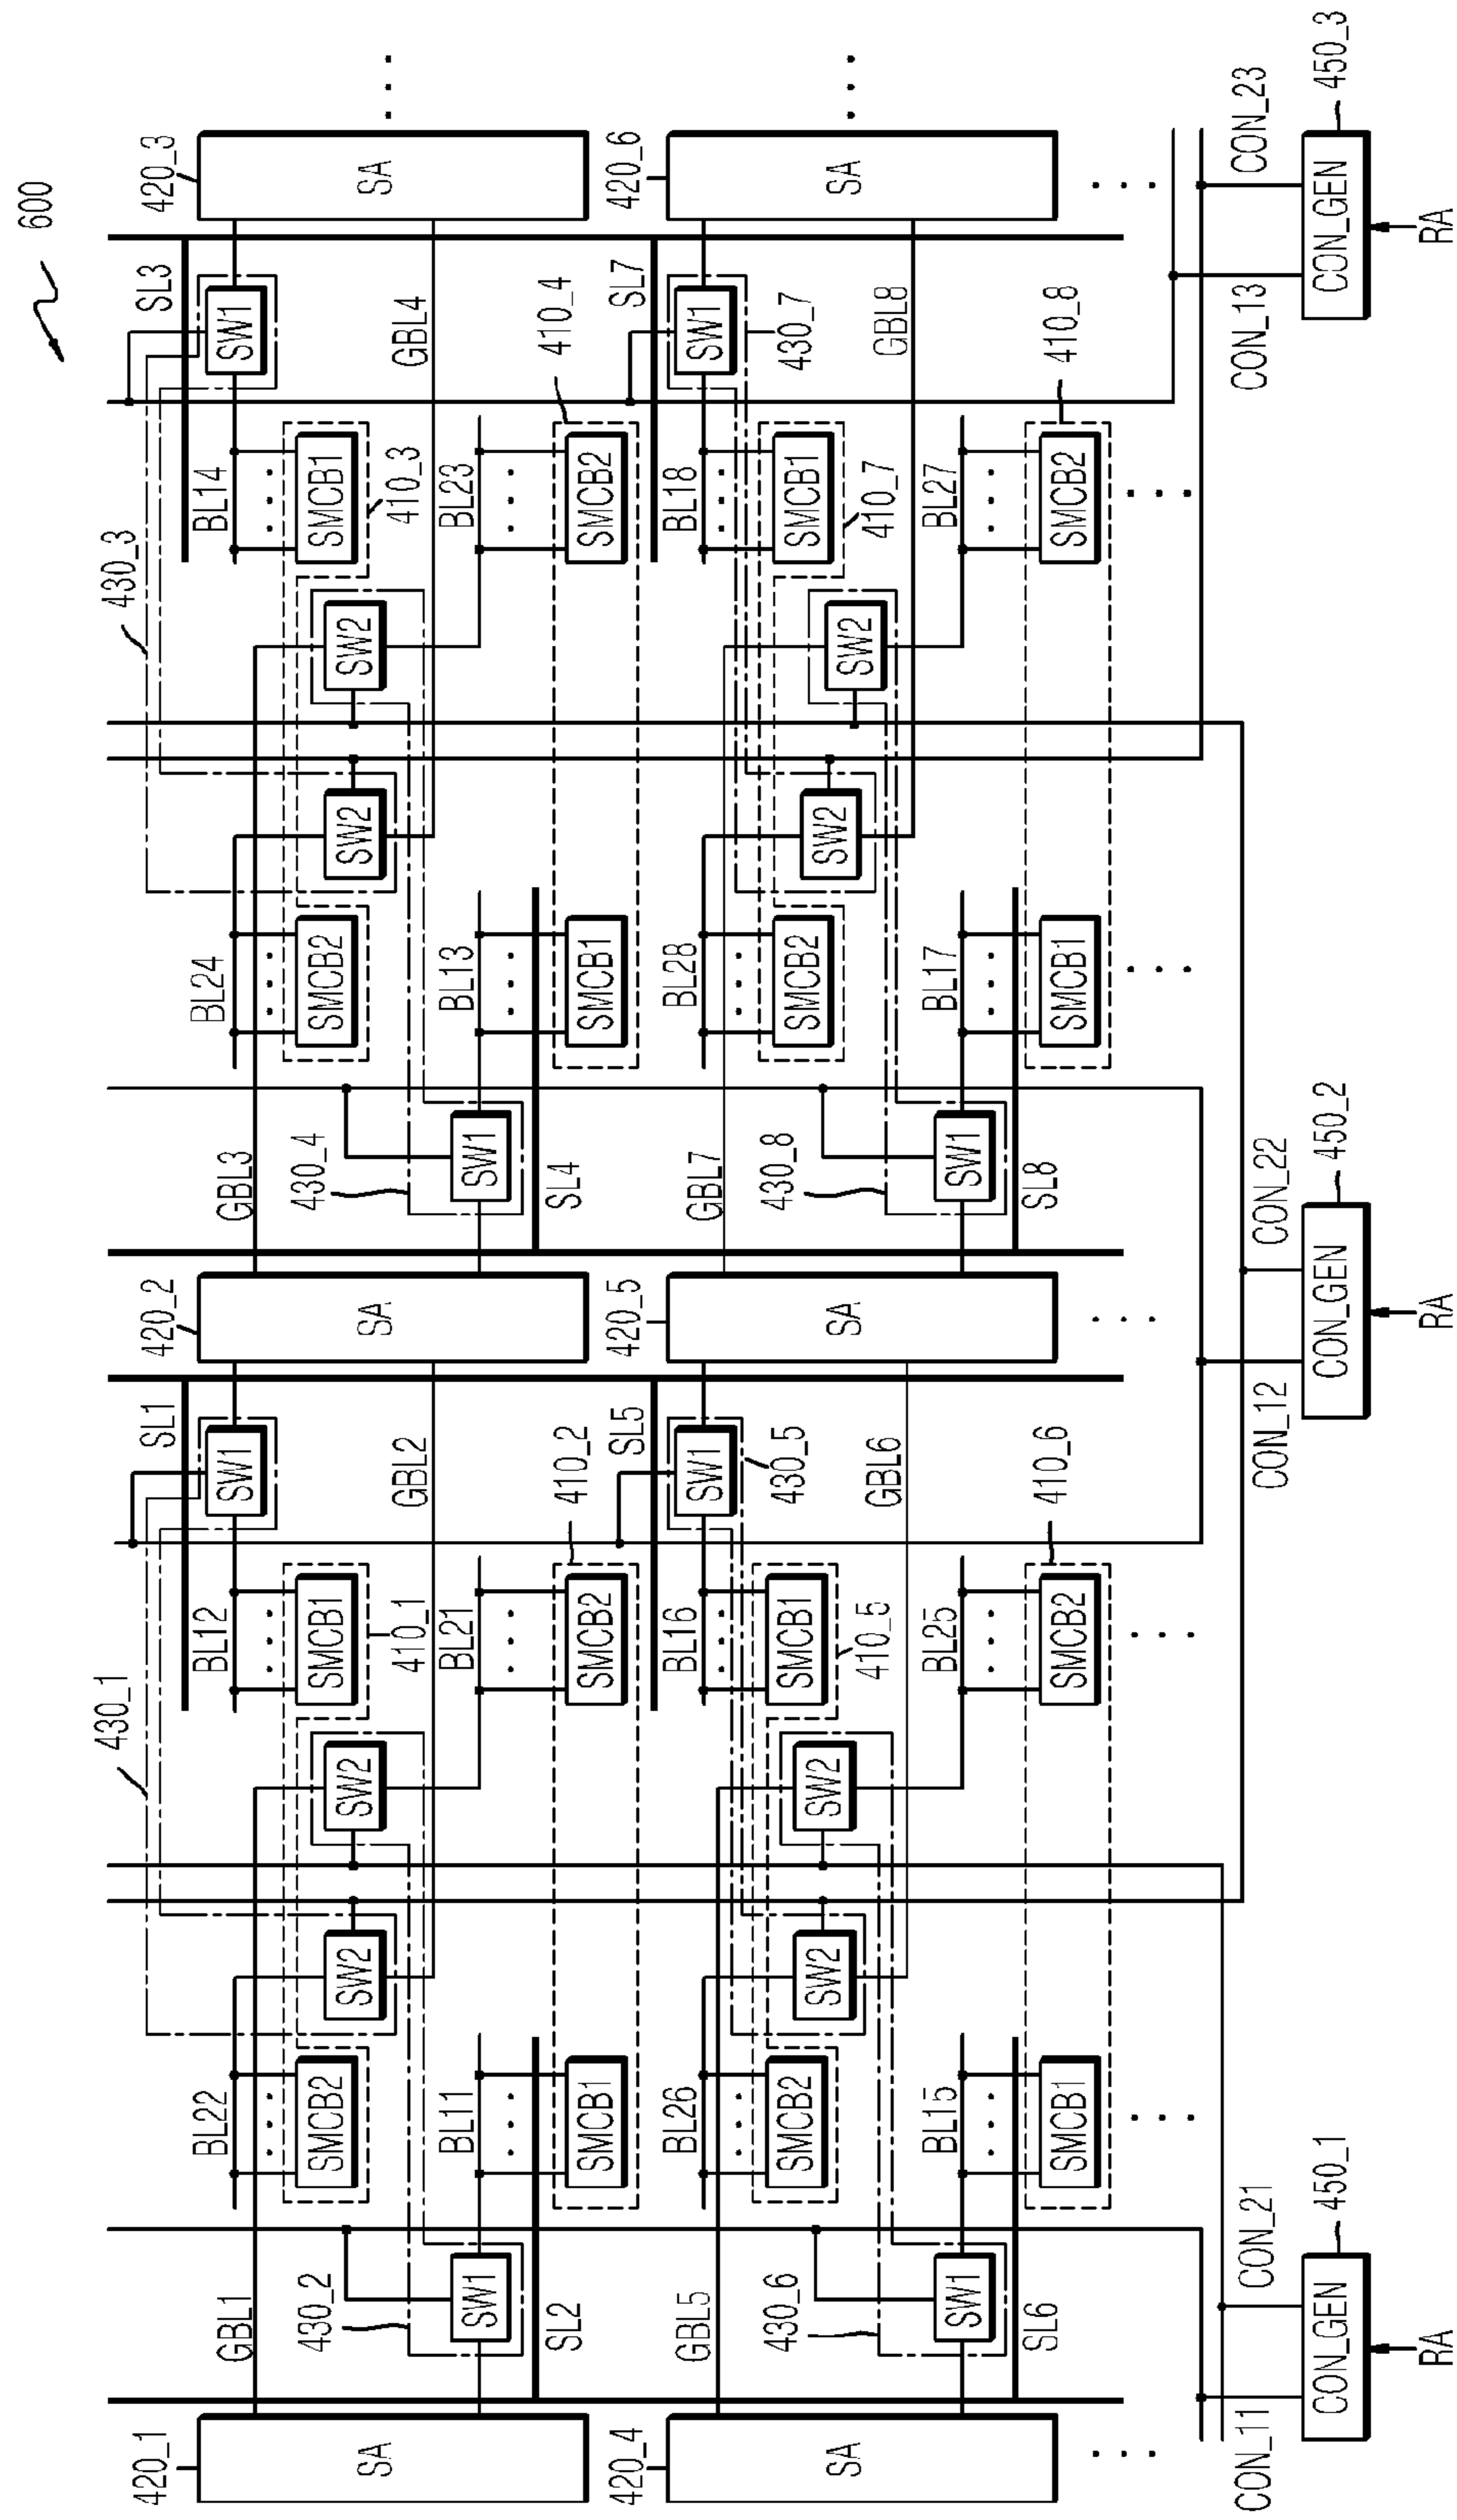 600
430_1
430_3
420_1
SL1
420_2
SL3
420_3
BL22
BL12
BL24
BL14
GBL1
SW1
GBL3
SW1
430_2
430_4
SMCB2
SMCB1
SMCB2
SMCB1
SW2
SW2
SW2
SW2
SA
SA
SA
410_1
GBL2
410_3
GBL4
BL11
BL21
BL13
BL23
SW1
SW1
SL2
410_2
SL4
410_4
SMCB1
SMCB2
SMCB1
SMCB2
420_4
SL5
420_5
SL7
420_6
BL26
BL16
BL28
BL18
GBL5
SW1
GBL7
SW1
430_6
430_5
430_8
430_7
SMCB2
SMCB1
SMCB2
SMCB1
SW2
SW2
SW2
SW2
SA
SA
SA
410_5
GBL6
410_7
GBL8
BL15
BL25
BL17
BL27
SW1
SW1
SL6
410_6
SL8
410_8
SMCB1
SMCB2
SMCB1
SMCB2
CON_11
CON_21
CON_12
CON_22
CON_13
CON_23
450_1
450_2
450_3
CON_GEN
CON_GEN
CON_GEN
RA
RA
RA